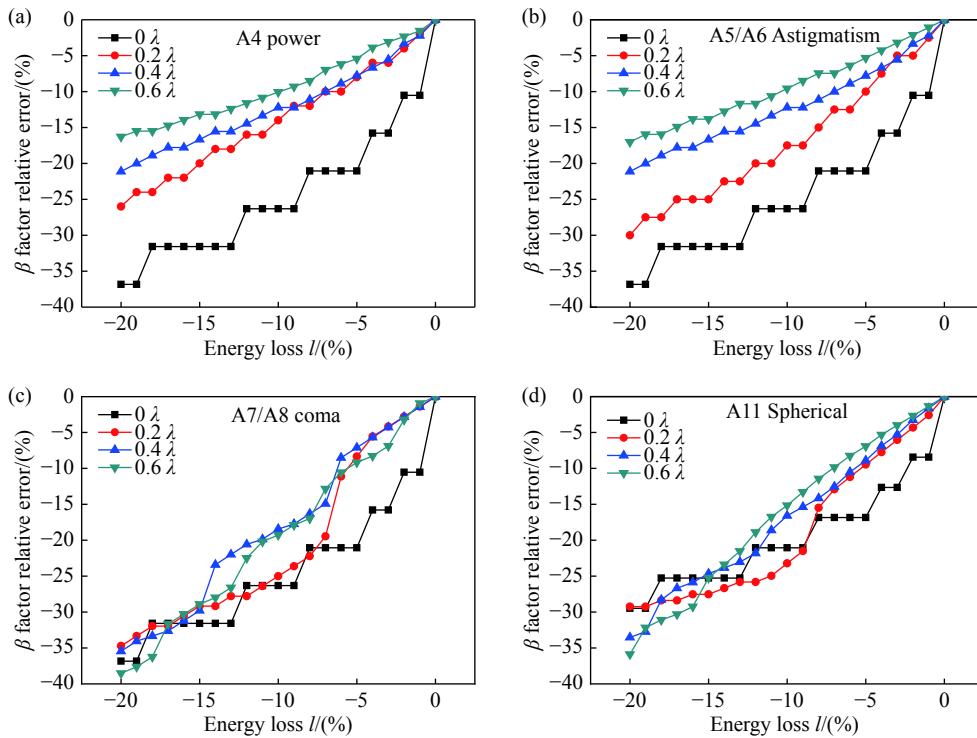 (a)
A4 power
0 λ
0.2 λ
0.4 λ
0.6 λ
0
−5
−10
−15
−20
−25
−30
−35
−40
β factor relative error/(%)
−20 −15 −10 −5 0
Energy loss l/(%)
(b)
A5/A6 Astigmatism
0 λ
0.2 λ
0.4 λ
0.6 λ
0
−5
−10
−15
−20
−25
−30
−35
−40
β factor relative error/(%)
−20 −15 −10 −5 0
Energy loss l/(%)
(c)
A7/A8 coma
0 λ
0.2 λ
0.4 λ
0.6 λ
0
−5
−10
−15
−20
−25
−30
−35
−40
β factor relative error/(%)
−20 −15 −10 −5 0
Energy loss l/(%)
(d)
A11 Spherical
0 λ
0.2 λ
0.4 λ
0.6 λ
0
−5
−10
−15
−20
−25
−30
−35
−40
β factor relative error/(%)
−20 −15 −10 −5 0
Energy loss l/(%)